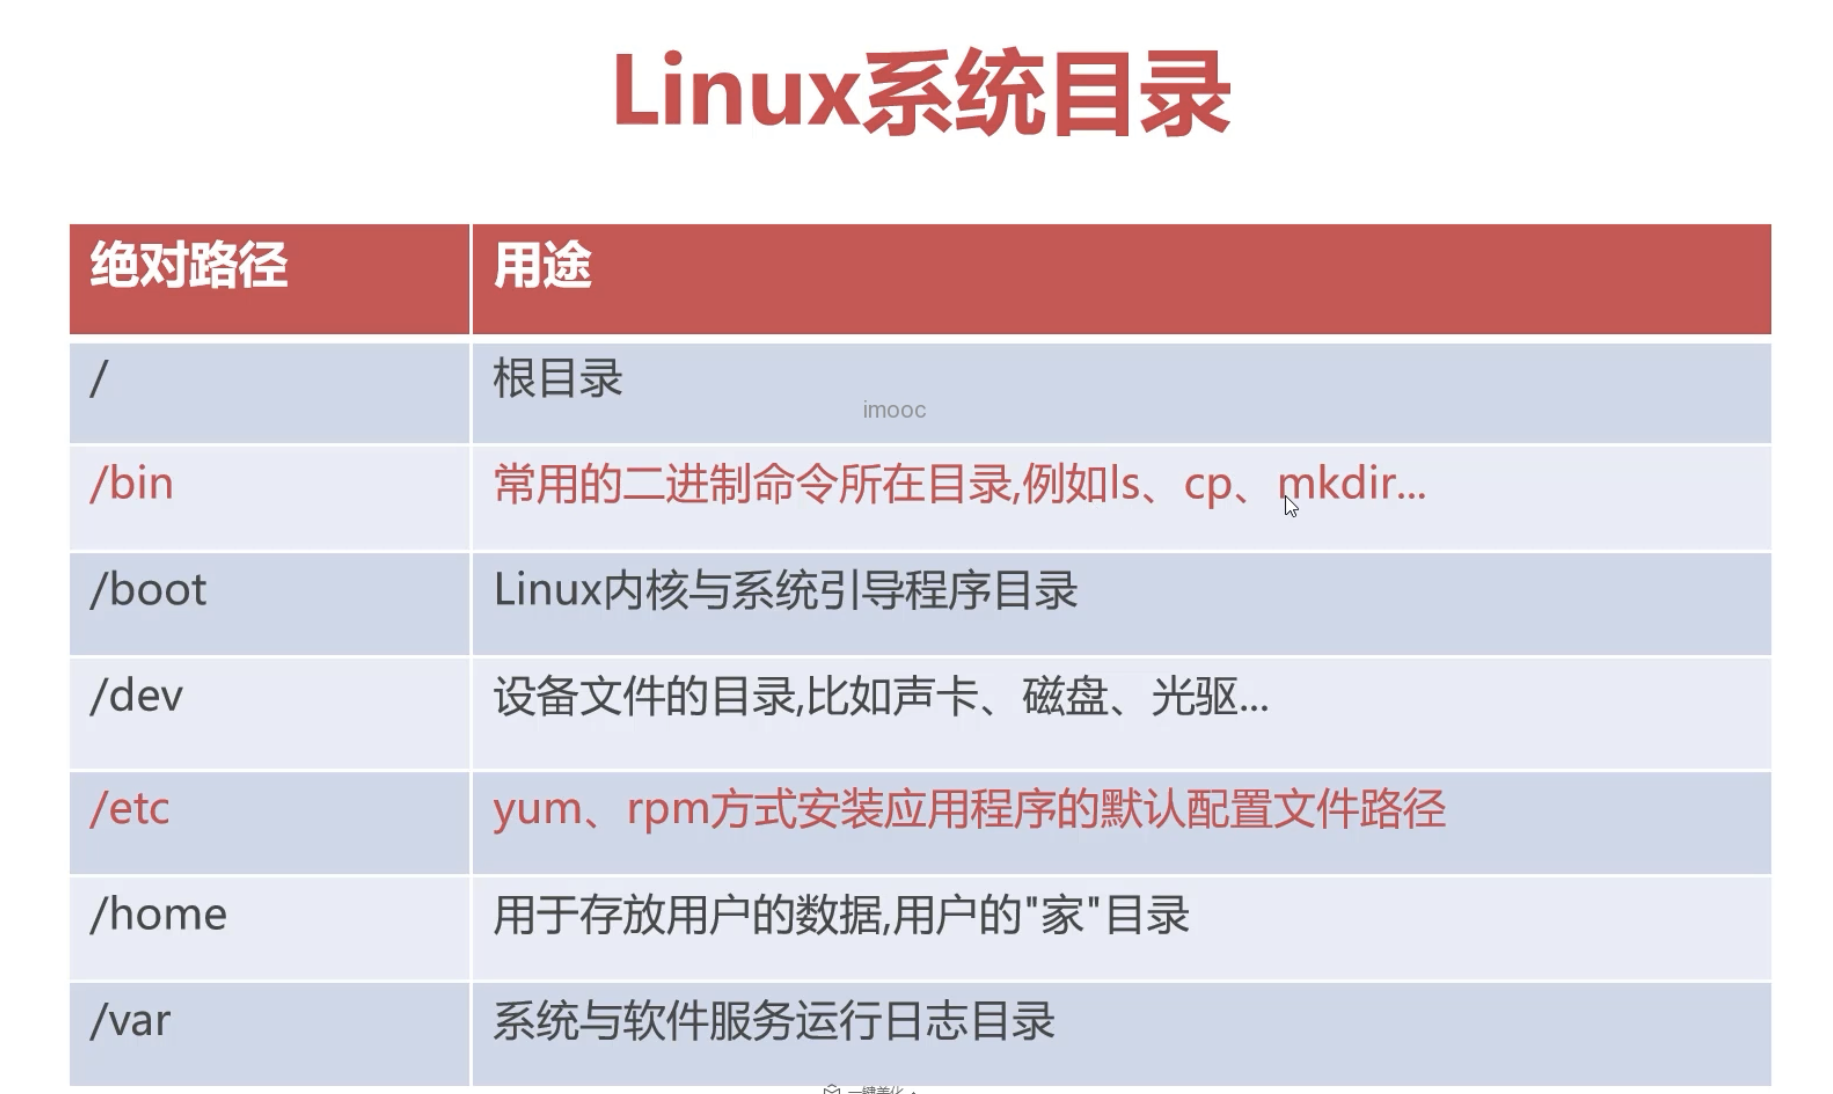 Linux系统目录
绝对路径 用途
/ 根目录
imooc
/bin 常用的二进制命令所在目录,例如ls、cp、mkdir...
/boot Linux内核与系统引导程序目录
/dev 设备文件的目录,比如声卡、磁盘、光驱...
/etc yum、rpm方式安装应用程序的默认配置文件路径
/home 用于存放用户的数据,用户的"家"目录
/var 系统与软件服务运行日志目录
一键美化